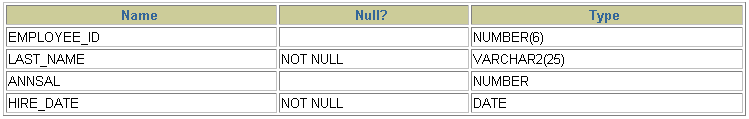 Name Null? Type
EMPLOYEE_ID NUMBER(6)
LAST_NAME NOT NULL VARCHAR2(25)
ANNSAL NUMBER
HIRE_DATE NOT NULL DATE